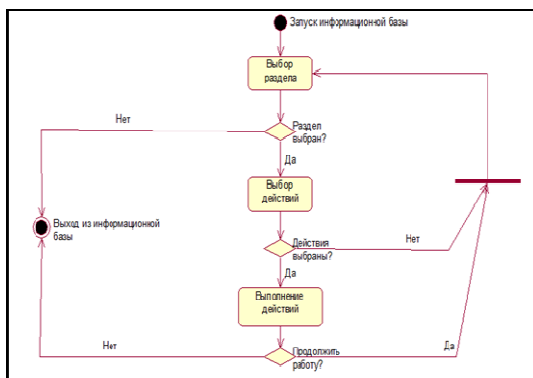 Запуск информационной базы
Выбор
раздела
Нет
Раздел
выбран?
Да
Выбор
действий
Выход из информационной
базы
Действия
выбраны?
Нет
Да
Выполнение
действий
Нет
Продолжить
работу?
Да